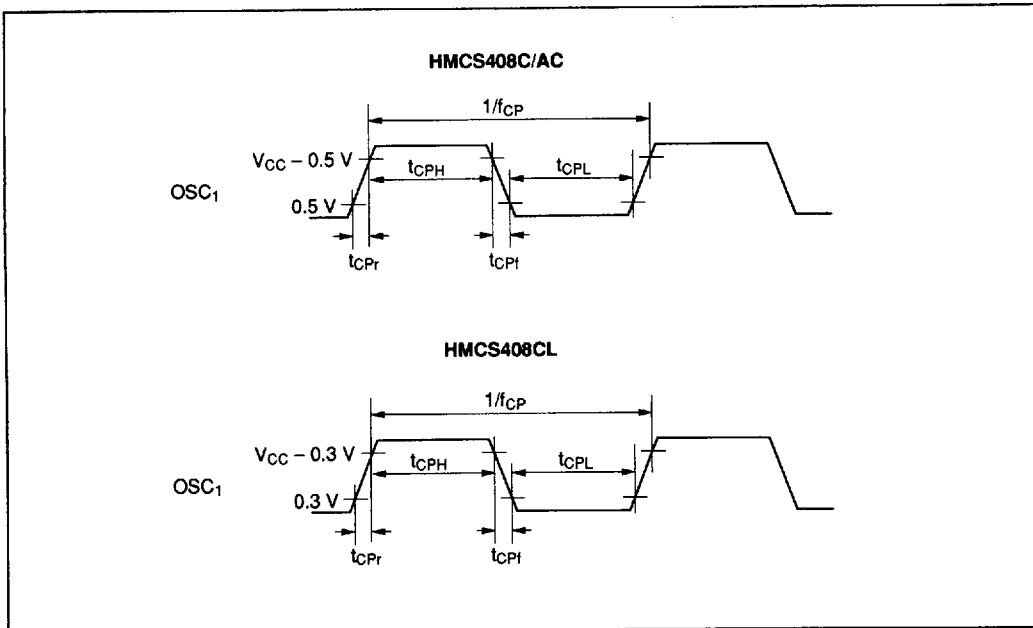 HMCS408C/AC
1/fCP
VCC – 0.5 V
tCPH
tCPL
OSC1
0.5 V
tCPr
tCPf
HMCS408CL
1/fCP
VCC – 0.3 V
tCPH
tCPL
OSC1
0.3 V
tCPr
tCPf